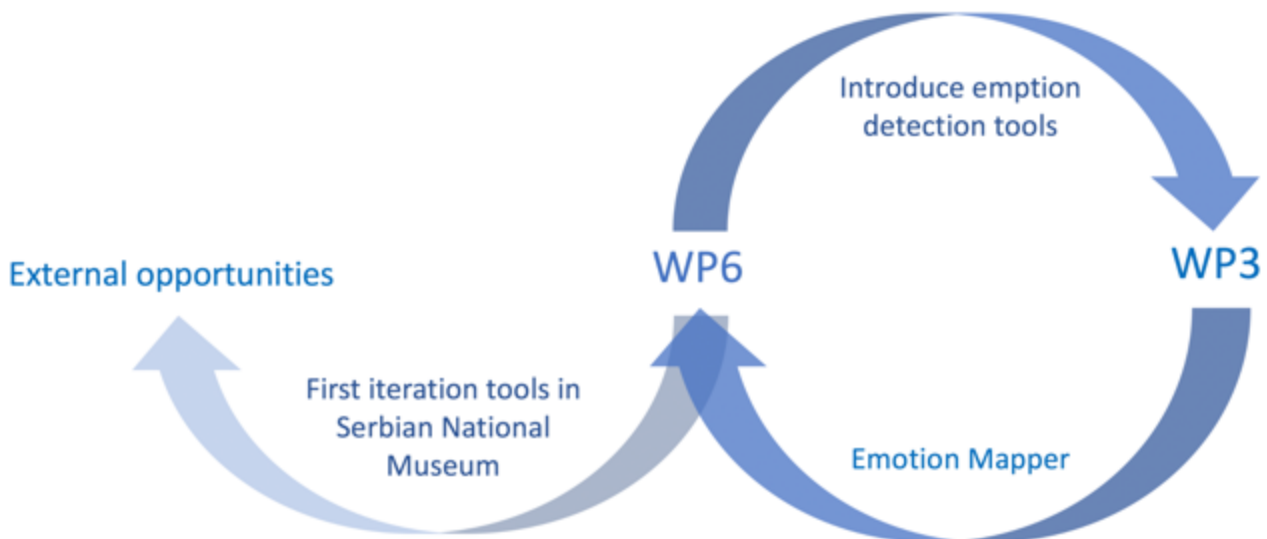 Introduce emption
detection tools
External opportunities
WP6
WP3
First iteration tools in
Serbian National
Museum
Emotion Mapper